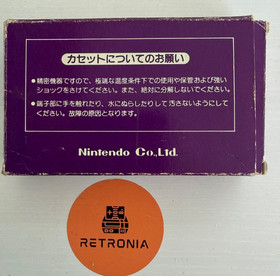 カセットについてのお願い
●精密機器ですので、極端な温度条件下での使用や保管および強い
ショックをさけてください。また、絶対に分解しないでください。
●端子部に手を触れたり、水にぬらしたりして汚さないようにして
ください。故障の原因となります。
Nintendo Co.,Ltd.
RETRONIA